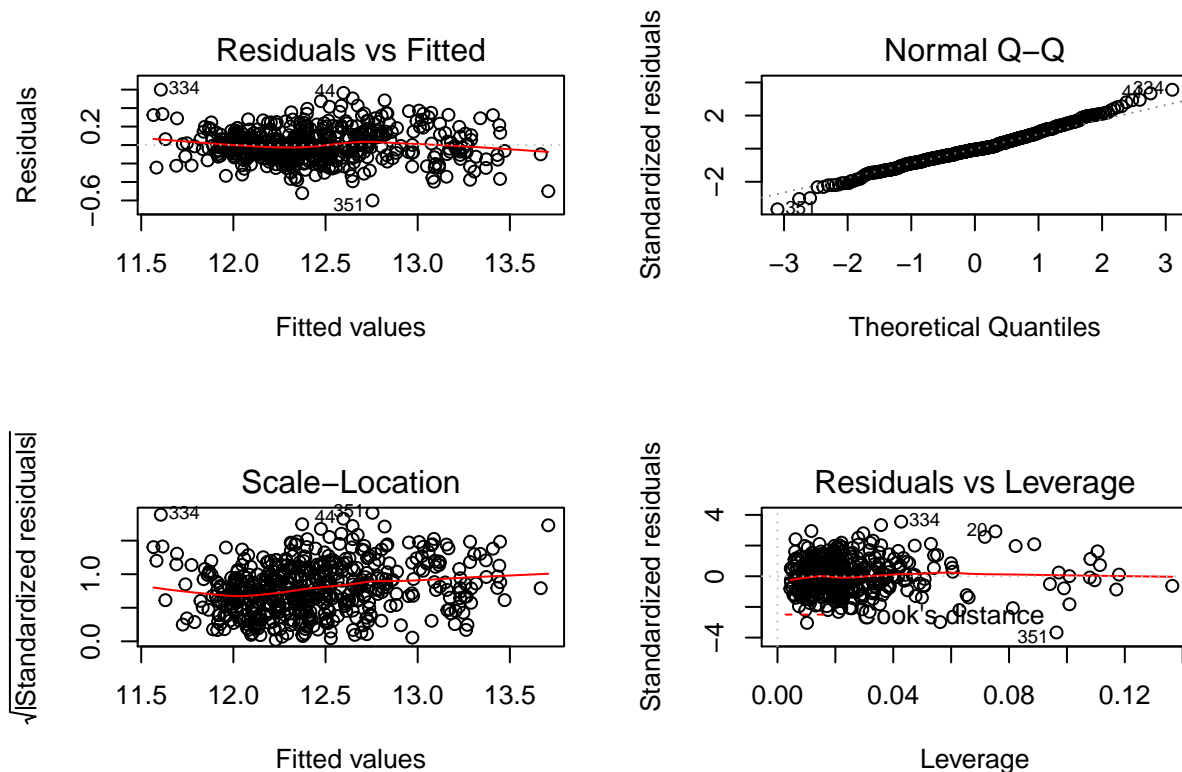 Residuals vs Fitted
Residuals
−0.6
0.2
334
44
351
11.5 12.0 12.5 13.0 13.5
Fitted values
Normal Q−Q
Standardized residuals
−2
2
334
44
351
−3 −2 −1 0 1 2 3
Theoretical Quantiles
Scale−Location
√|Standardized residuals|
0.0
1.0
334
44
351
11.5 12.0 12.5 13.0 13.5
Fitted values
Residuals vs Leverage
Standardized residuals
−4
0
4
334
20
Cook's distance
351
0.00 0.04 0.08 0.12
Leverage